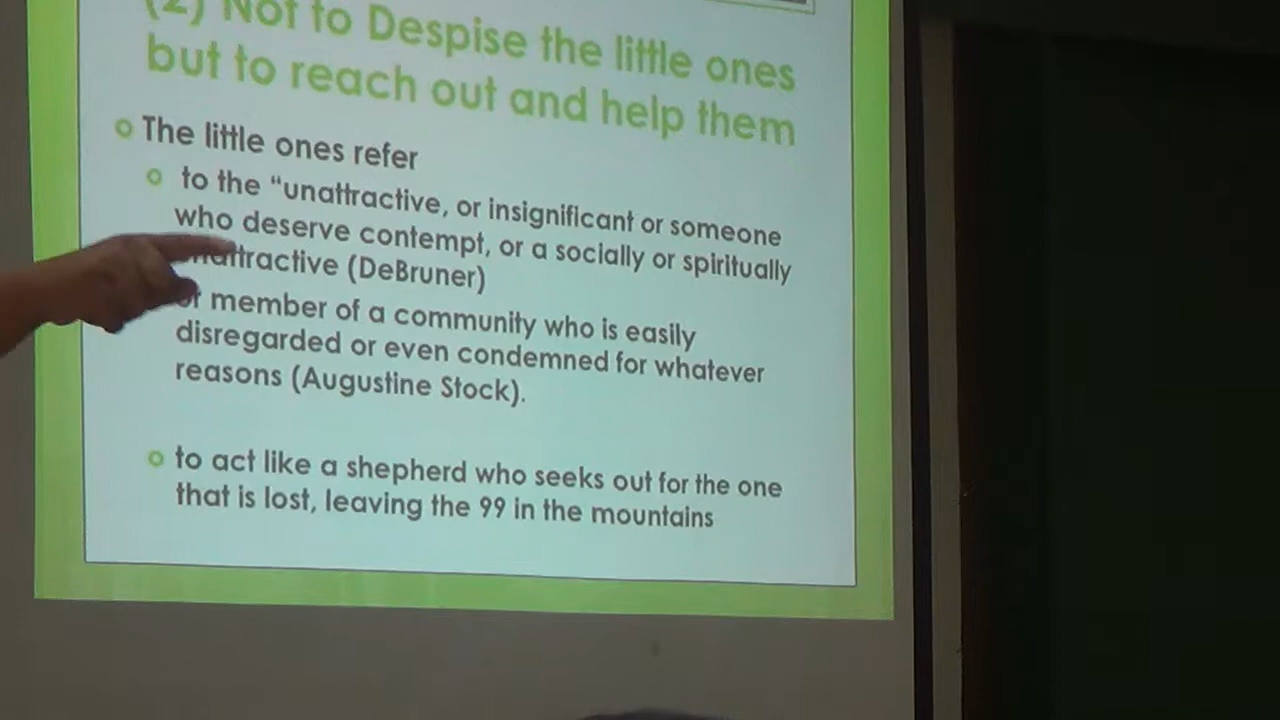 (2) Not to Despise the little ones
but to reach out and help them
The little ones refer
to the “unattractive, or insignificant or someone
who deserve contempt, or a socially or spiritually
unattractive (DeBruner)
or member of a community who is easily
disregarded or even condemned for whatever
reasons (Augustine Stock).
to act like a shepherd who seeks out for the one
that is lost, leaving the 99 in the mountains